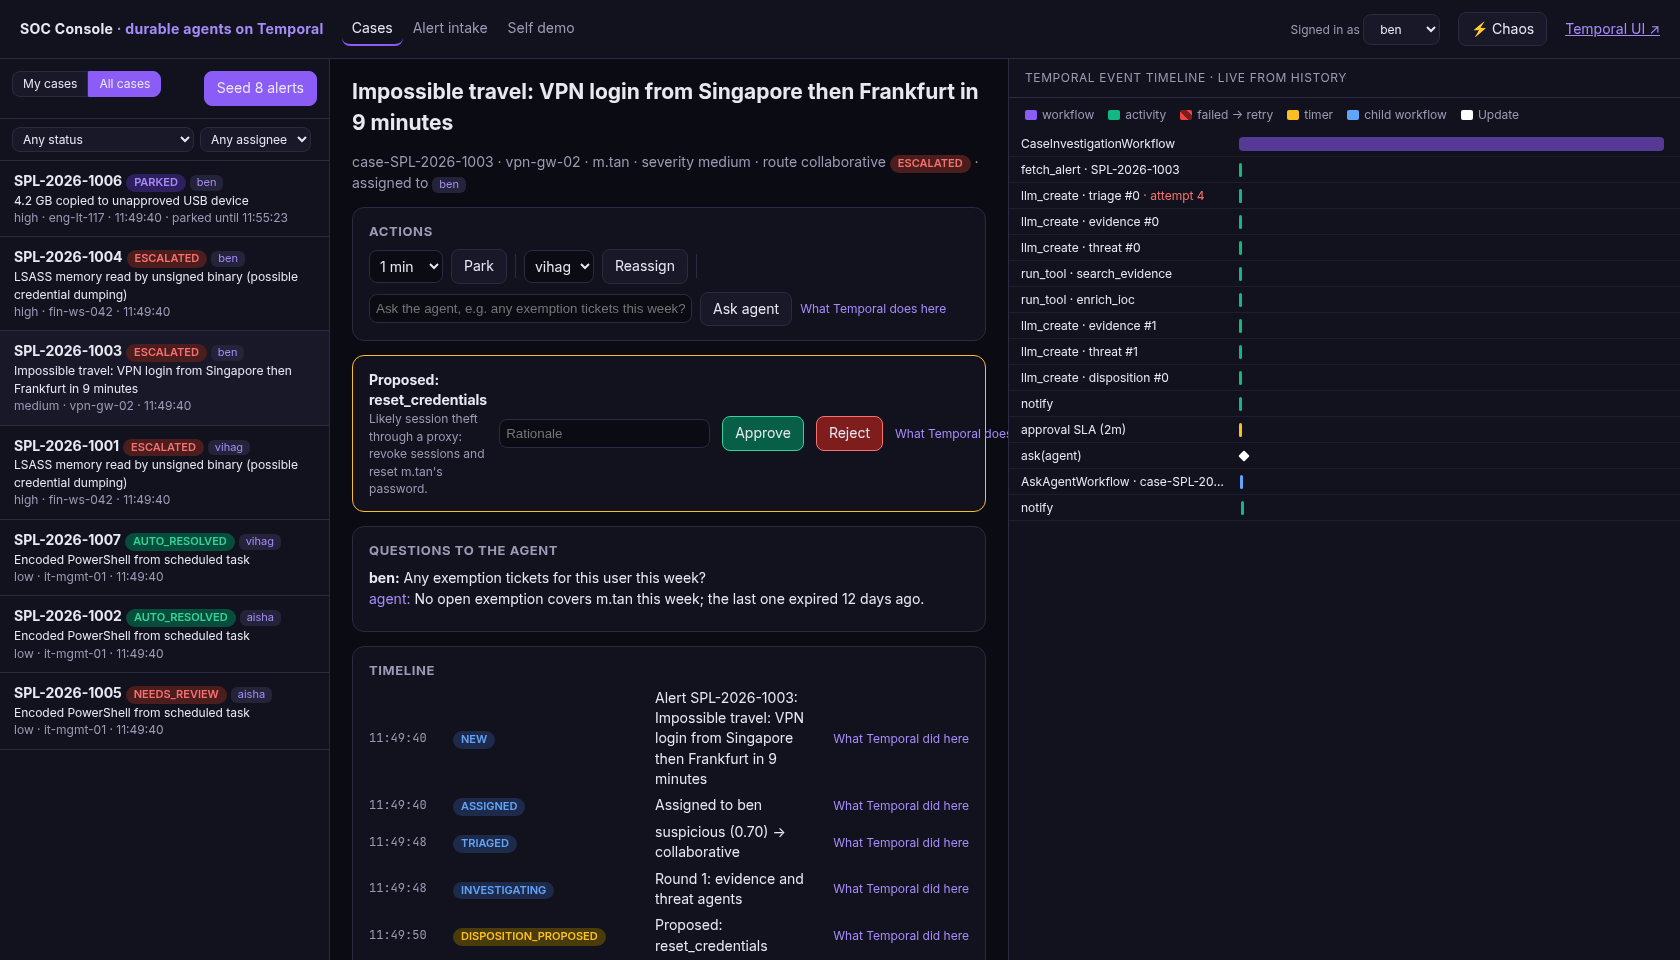 SOC Console · durable agents on Temporal
Cases
Alert intake
Self demo
Signed in as
ben
⚡ Chaos
Temporal UI ↗
My cases
All cases
Seed 8 alerts
Any status
Any assignee
SPL-2026-1006 PARKED ben
4.2 GB copied to unapproved USB device
high · eng-lt-117 · 11:49:40 · parked until 11:55:23
SPL-2026-1004 ESCALATED ben
LSASS memory read by unsigned binary (possible
credential dumping)
high · fin-ws-042 · 11:49:40
SPL-2026-1003 ESCALATED ben
Impossible travel: VPN login from Singapore then
Frankfurt in 9 minutes
medium · vpn-gw-02 · 11:49:40
SPL-2026-1001 ESCALATED vihag
LSASS memory read by unsigned binary (possible
credential dumping)
high · fin-ws-042 · 11:49:40
SPL-2026-1007 AUTO_RESOLVED vihag
Encoded PowerShell from scheduled task
low · it-mgmt-01 · 11:49:40
SPL-2026-1002 AUTO_RESOLVED aisha
Encoded PowerShell from scheduled task
low · it-mgmt-01 · 11:49:40
SPL-2026-1005 NEEDS_REVIEW aisha
Encoded PowerShell from scheduled task
low · it-mgmt-01 · 11:49:40
Impossible travel: VPN login from Singapore then Frankfurt in
9 minutes
case-SPL-2026-1003 · vpn-gw-02 · m.tan · severity medium · route collaborative ESCALATED ·
assigned to ben
ACTIONS
1 min
Park
vihag
Reassign
Ask the agent, e.g. any exemption tickets this week?
Ask agent
What Temporal does here
Proposed:
reset_credentials
Likely session theft
through a proxy:
revoke sessions and
reset m.tan's
password.
Rationale
Approve
Reject
What Temporal does
QUESTIONS TO THE AGENT
ben: Any exemption tickets for this user this week?
agent: No open exemption covers m.tan this week; the last one expired 12 days ago.
TIMELINE
11:49:40 NEW
Alert SPL-2026-1003:
Impossible travel: VPN
login from Singapore
then Frankfurt in 9
minutes
What Temporal did here
11:49:40 ASSIGNED Assigned to ben What Temporal did here
11:49:48 TRIAGED
suspicious (0.70) →
collaborative
What Temporal did here
11:49:48 INVESTIGATING
Round 1: evidence and
threat agents
What Temporal did here
11:49:50 DISPOSITION_PROPOSED
Proposed:
reset_credentials
What Temporal did here
TEMPORAL EVENT TIMELINE · LIVE FROM HISTORY
workflow
activity
failed → retry
timer
child workflow
Update
CaseInvestigationWorkflow
fetch_alert · SPL-2026-1003
llm_create · triage #0 · attempt 4
llm_create · evidence #0
llm_create · threat #0
run_tool · search_evidence
run_tool · enrich_ioc
llm_create · evidence #1
llm_create · threat #1
llm_create · disposition #0
notify
approval SLA (2m)
ask(agent)
AskAgentWorkflow · case-SPL-20...
notify